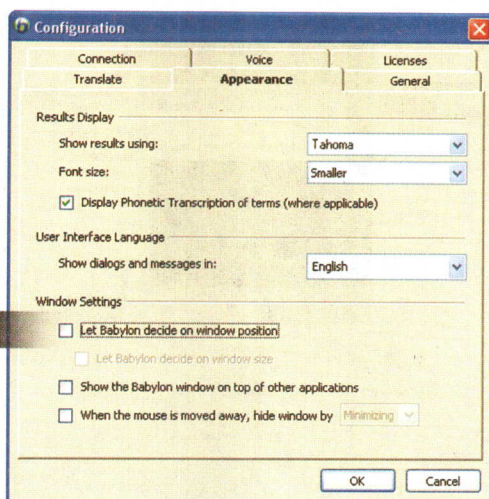 Configuration
Connection Voice Licenses
Translate Appearance General
Results Display
Show results using: Tahoma
Font size: Smaller
Display Phonetic Transcription of terms (where applicable)
User Interface Language
Show dialogs and messages in: English
Window Settings
Let Babylon decide on window position
Let Babylon decide on window size
Show the Babylon window on top of other applications
When the mouse is moved away, hide window by Minimizing
OK Cancel